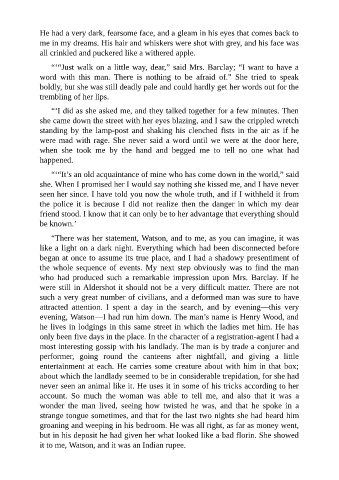 He had a very dark, fearsome face, and a gleam in his eyes that comes back to
me in my dreams. His hair and whiskers were shot with grey, and his face was
all crinkled and puckered like a withered apple.
“‘“Just walk on a little way, dear,” said Mrs. Barclay; “I want to have a
word with this man. There is nothing to be afraid of.” She tried to speak
boldly, but she was still deadly pale and could hardly get her words out for the
trembling of her lips.
“‘I did as she asked me, and they talked together for a few minutes. Then
she came down the street with her eyes blazing, and I saw the crippled wretch
standing by the lamp-post and shaking his clenched fists in the air as if he
were mad with rage. She never said a word until we were at the door here,
when she took me by the hand and begged me to tell no one what had
happened.
“‘“It’s an old acquaintance of mine who has come down in the world,” said
she. When I promised her I would say nothing she kissed me, and I have never
seen her since. I have told you now the whole truth, and if I withheld it from
the police it is because I did not realize then the danger in which my dear
friend stood. I know that it can only be to her advantage that everything should
be known.’
“There was her statement, Watson, and to me, as you can imagine, it was
like a light on a dark night. Everything which had been disconnected before
began at once to assume its true place, and I had a shadowy presentiment of
the whole sequence of events. My next step obviously was to find the man
who had produced such a remarkable impression upon Mrs. Barclay. If he
were still in Aldershot it should not be a very difficult matter. There are not
such a very great number of civilians, and a deformed man was sure to have
attracted attention. I spent a day in the search, and by evening—this very
evening, Watson—I had run him down. The man’s name is Henry Wood, and
he lives in lodgings in this same street in which the ladies met him. He has
only been five days in the place. In the character of a registration-agent I had a
most interesting gossip with his landlady. The man is by trade a conjurer and
performer, going round the canteens after nightfall, and giving a little
entertainment at each. He carries some creature about with him in that box;
about which the landlady seemed to be in considerable trepidation, for she had
never seen an animal like it. He uses it in some of his tricks according to her
account. So much the woman was able to tell me, and also that it was a
wonder the man lived, seeing how twisted he was, and that he spoke in a
strange tongue sometimes, and that for the last two nights she had heard him
groaning and weeping in his bedroom. He was all right, as far as money went,
but in his deposit he had given her what looked like a bad florin. She showed
it to me, Watson, and it was an Indian rupee.